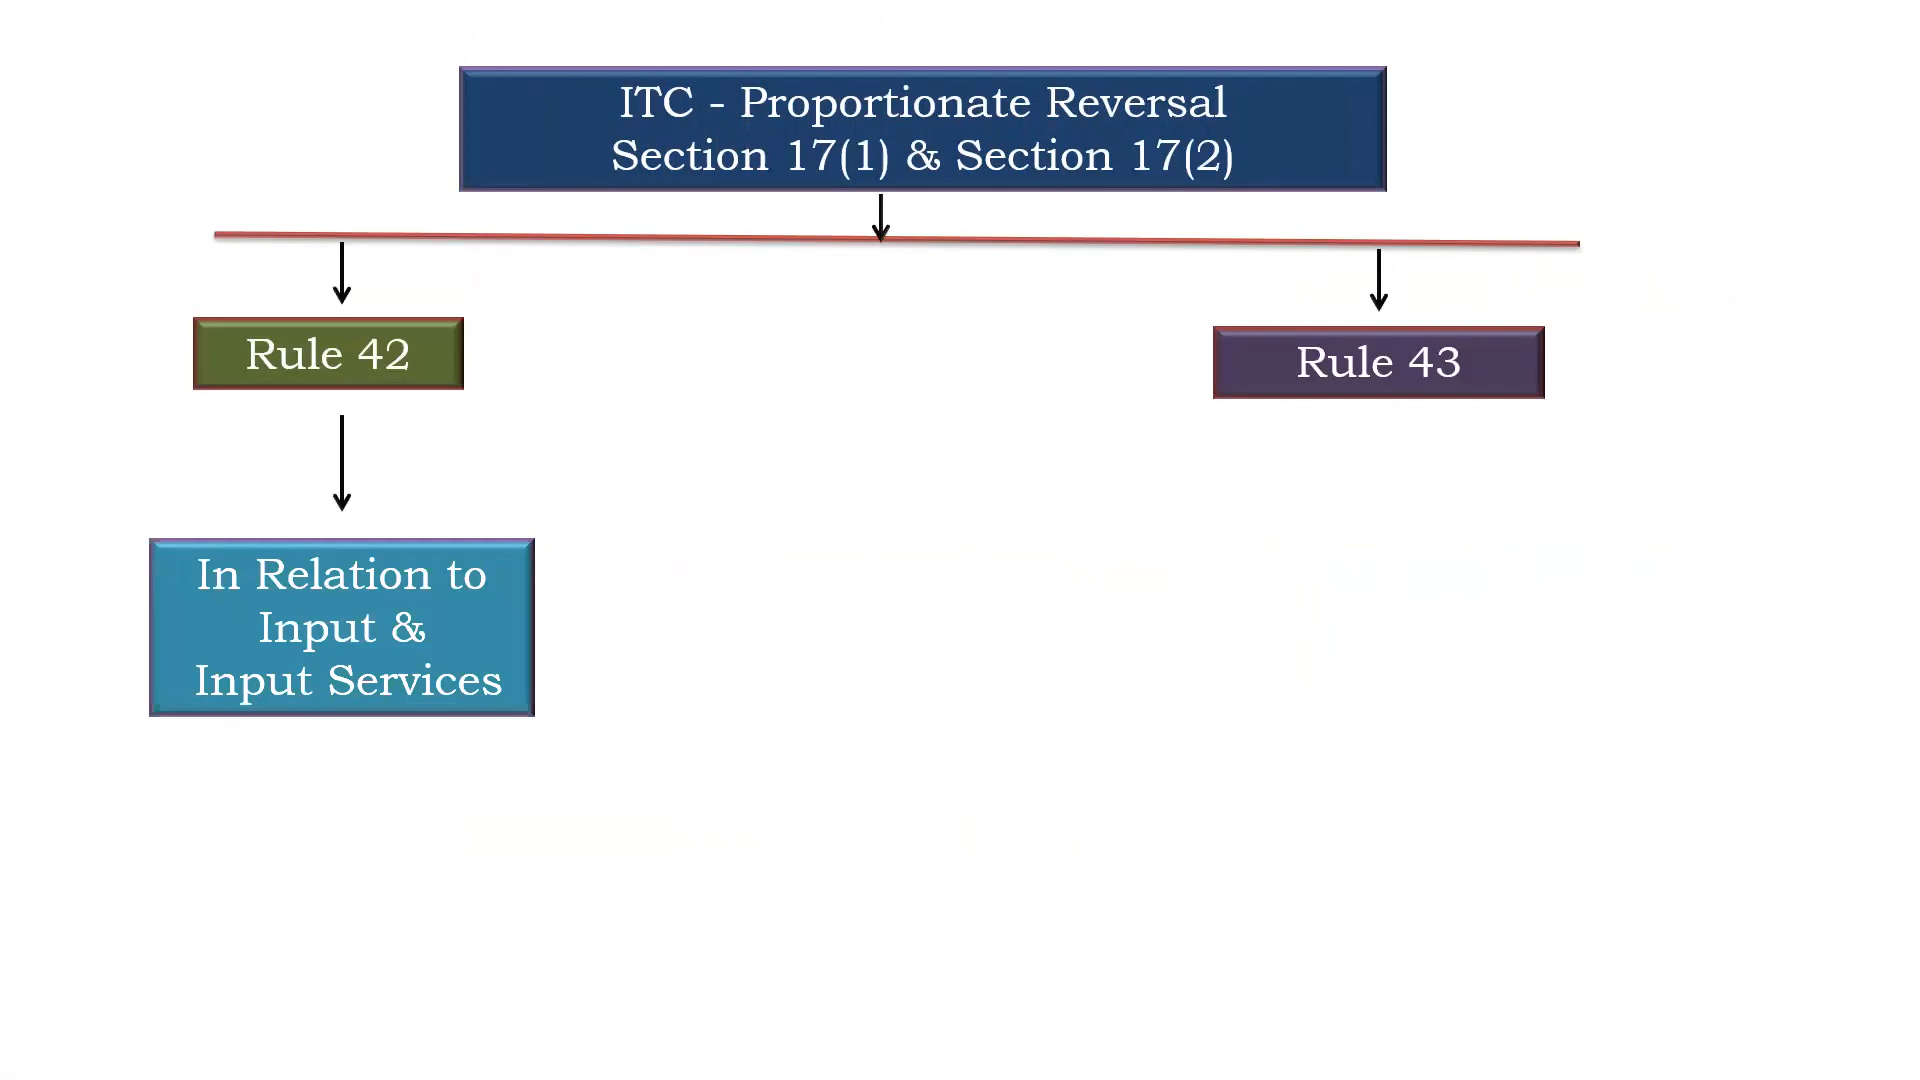 ITC - Proportionate Reversal
Section 17(1) & Section 17(2)
Rule 42
Rule 43
In Relation to
Input &
Input Services